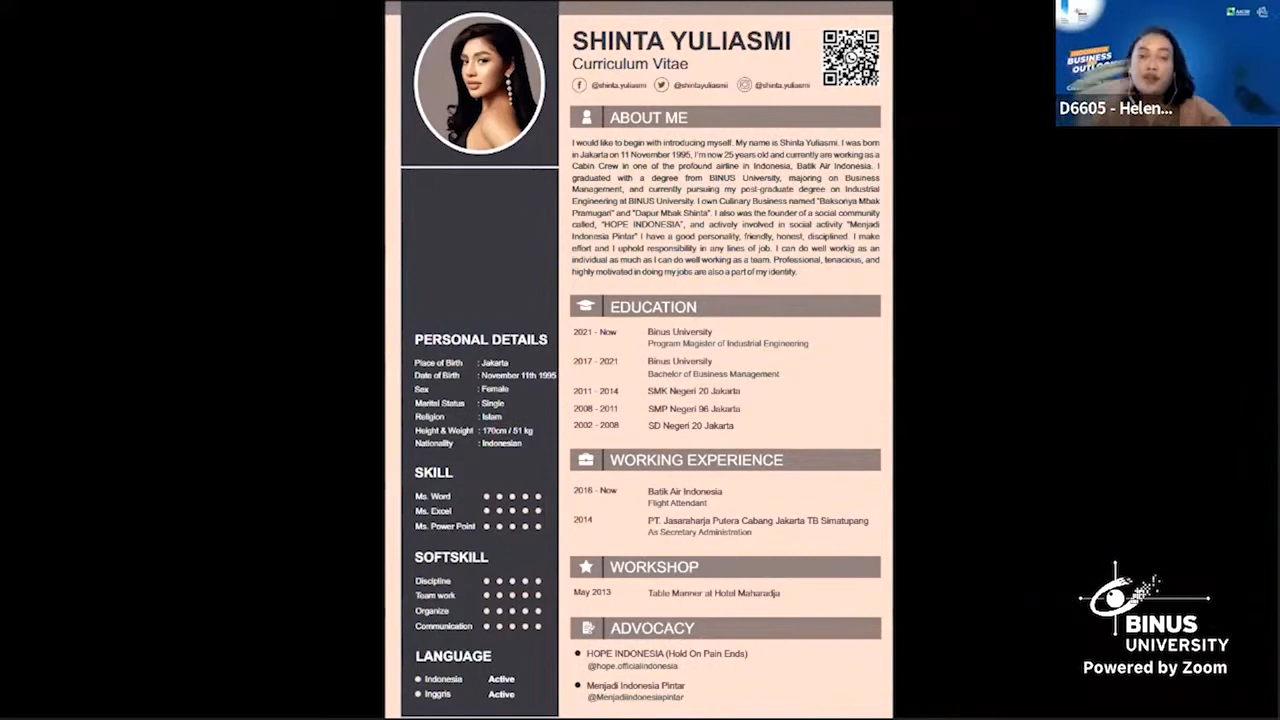 SHINTA YULIASMI
Curriculum Vitae
@shinta.yuliasmi @shintayuliasmi @shinta.yuliasmi
ABOUT ME
I would like to begin with introducing myself. My name is Shinta Yuliasmi. I was born
in Jakarta on 11 November 1995, I'm now 25 years old and currently are working as a
Cabin Crew in one of the profound airline in Indonesia, Batik Air Indonesia. I
graduated with a degree from BINUS University, majoring on Business
Management, and currently pursuing my post-graduate degree on Industrial
Engineering at BINUS University. I own Culinary Business named "Baksonya Mbak
Pramugari" and "Dapur Mbak Shinta". I also was the founder of a social community
called, "HOPE INDONESIA", and actively involved in social activity "Menjadi
Indonesia Pintar" I have a good personality, friendly, honest, disciplined. I make
effort and I uphold responsibility in any lines of job. I can do well workig as an
individual as much as I can do well working as a team. Professional, tenacious, and
highly motivated in doing my jobs are also a part of my identity.
EDUCATION
2021 - Now Binus University
Program Magister of Industrial Engineering
2017 - 2021 Binus University
Bachelor of Business Management
2011 - 2014 SMK Negeri 20 Jakarta
2008 - 2011 SMP Negeri 96 Jakarta
2002 - 2008 SD Negeri 20 Jakarta
WORKING EXPERIENCE
2016 - Now Batik Air Indonesia
Flight Attendant
2014 PT. Jasaraharja Putera Cabang Jakarta TB Simatupang
As Secretary Administration
WORKSHOP
May 2013 Table Manner at Hotel Maharadja
ADVOCACY
HOPE INDONESIA (Hold On Pain Ends)
@hope.officialindonesia
Menjadi Indonesia Pintar
@Menjadiindonesiapintar
PERSONAL DETAILS
Place of Birth : Jakarta
Date of Birth : November 11th 1995
Sex : Female
Marital Status : Single
Religion : Islam
Height & Weight : 170cm / 51 kg
Nationality : Indonesian
SKILL
Ms. Word
Ms. Excel
Ms. Power Point
SOFTSKILL
Discipline
Team work
Organize
Communication
LANGUAGE
Indonesia Active
Inggris Active
BUSINESS
D6605 - Helen...
BINUS
UNIVERSITY
Powered by Zoom